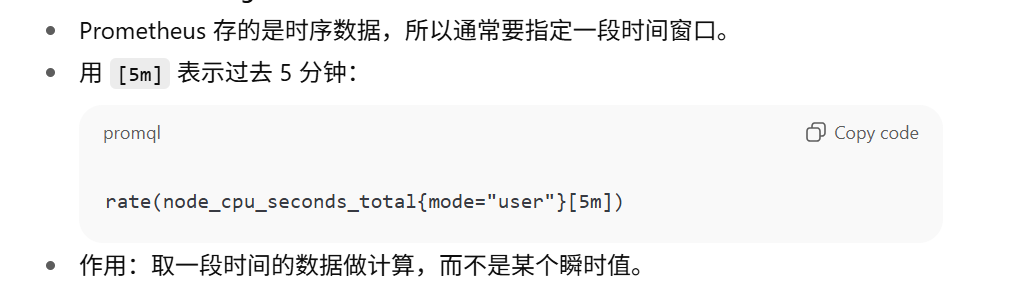 Prometheus 存的是时序数据，所以通常要指定一段时间窗口。
用 [5m] 表示过去 5 分钟：
promql
Copy code
rate(node_cpu_seconds_total{mode="user"}[5m])
作用：取一段时间的数据做计算，而不是某个瞬时值。